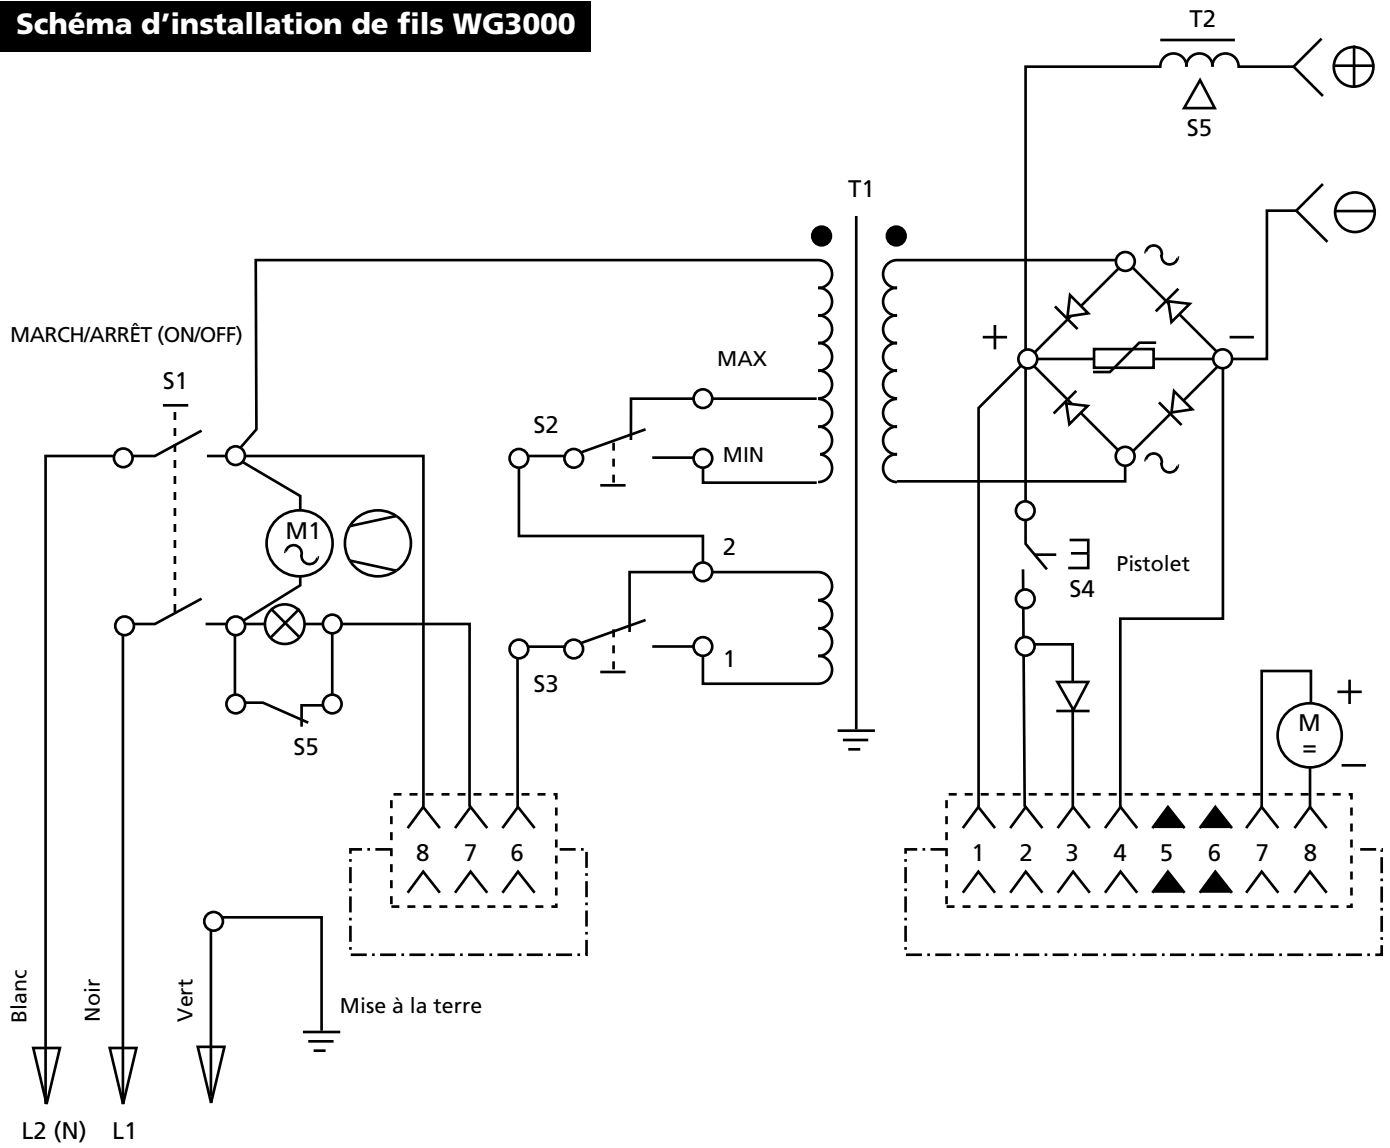 Schéma d’installation de fils WG3000
T2
S5
T1
MARCH/ARRÊT (ON/OFF)
S1
+
−
MAX
S2
MIN
M1
2
S4
Pistolet
1
S3
S5
+
M
=
−
8 7 6
1 2 3 4 5 6 7 8
Blanc
Noir
Vert
Mise à la terre
L2 (N) L1